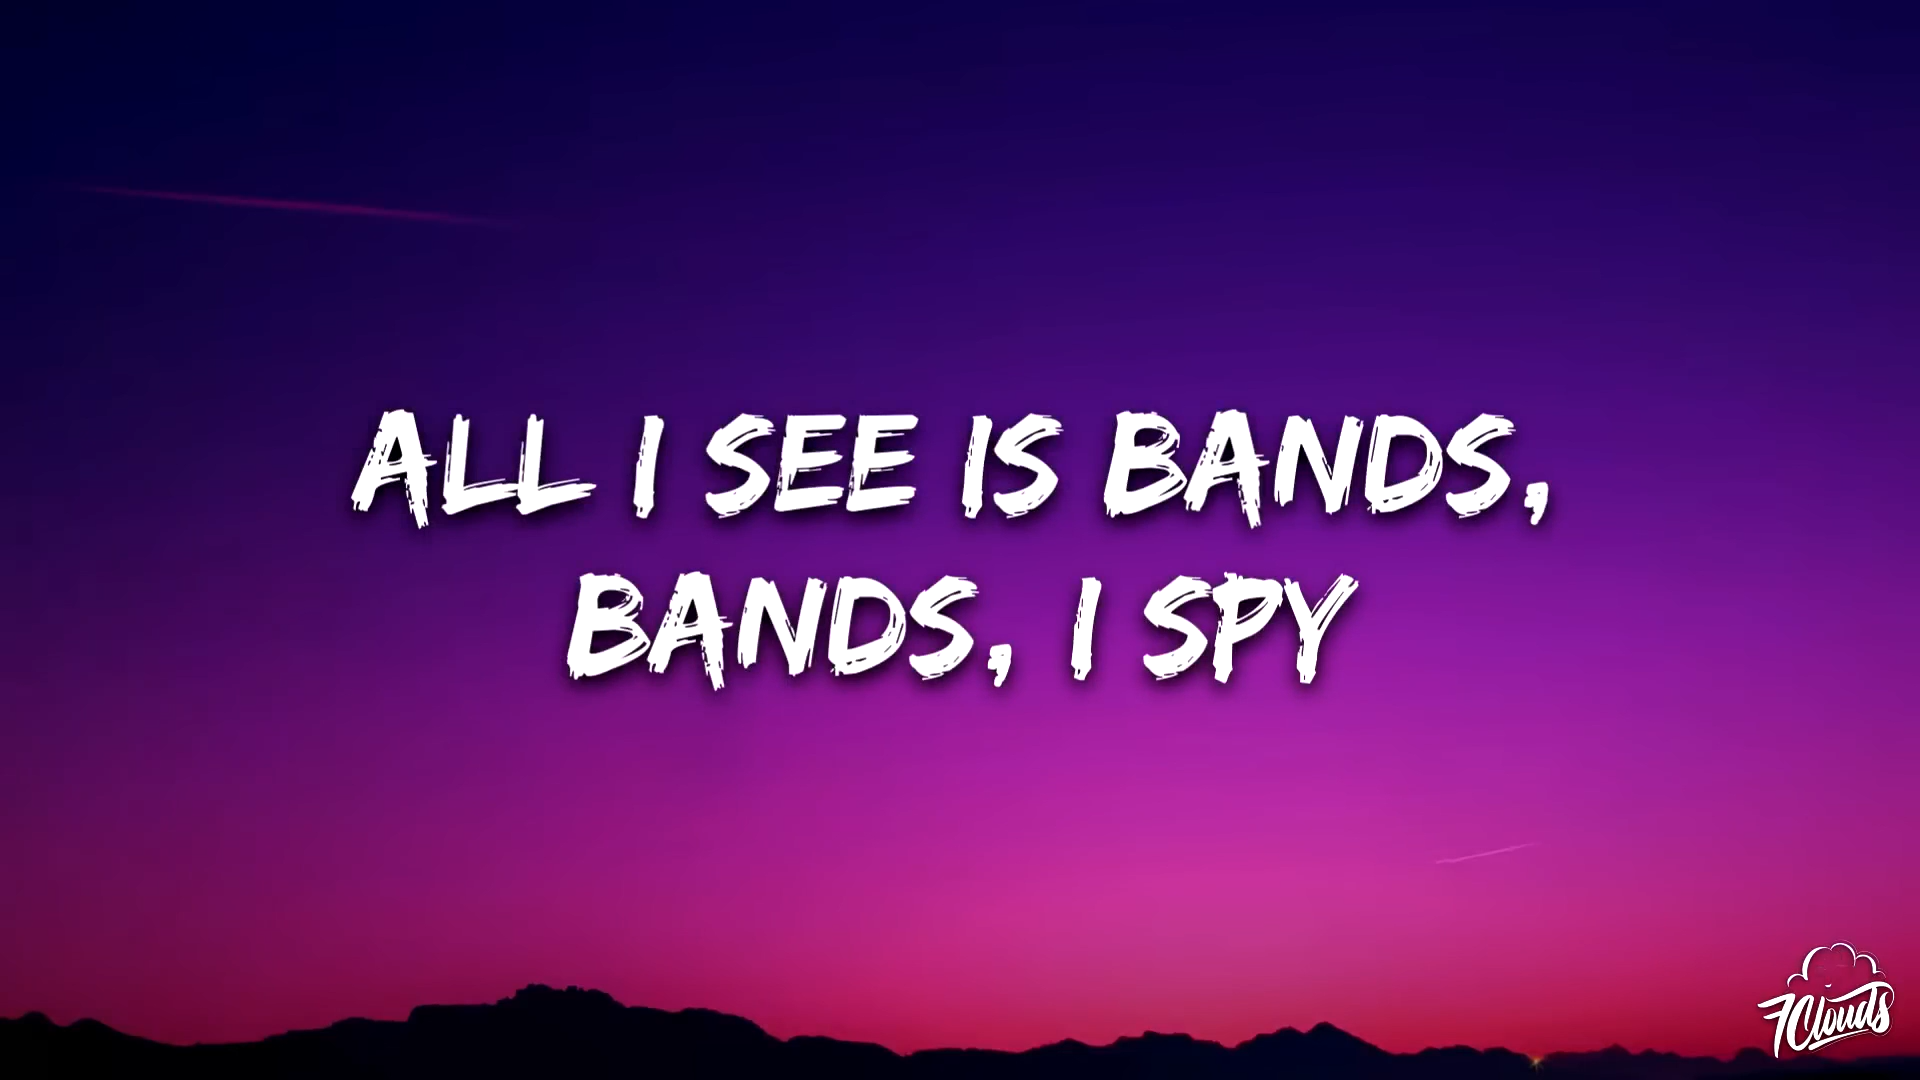 ALL I SEE IS BANDS,
BANDS, I SPY
7Clouds